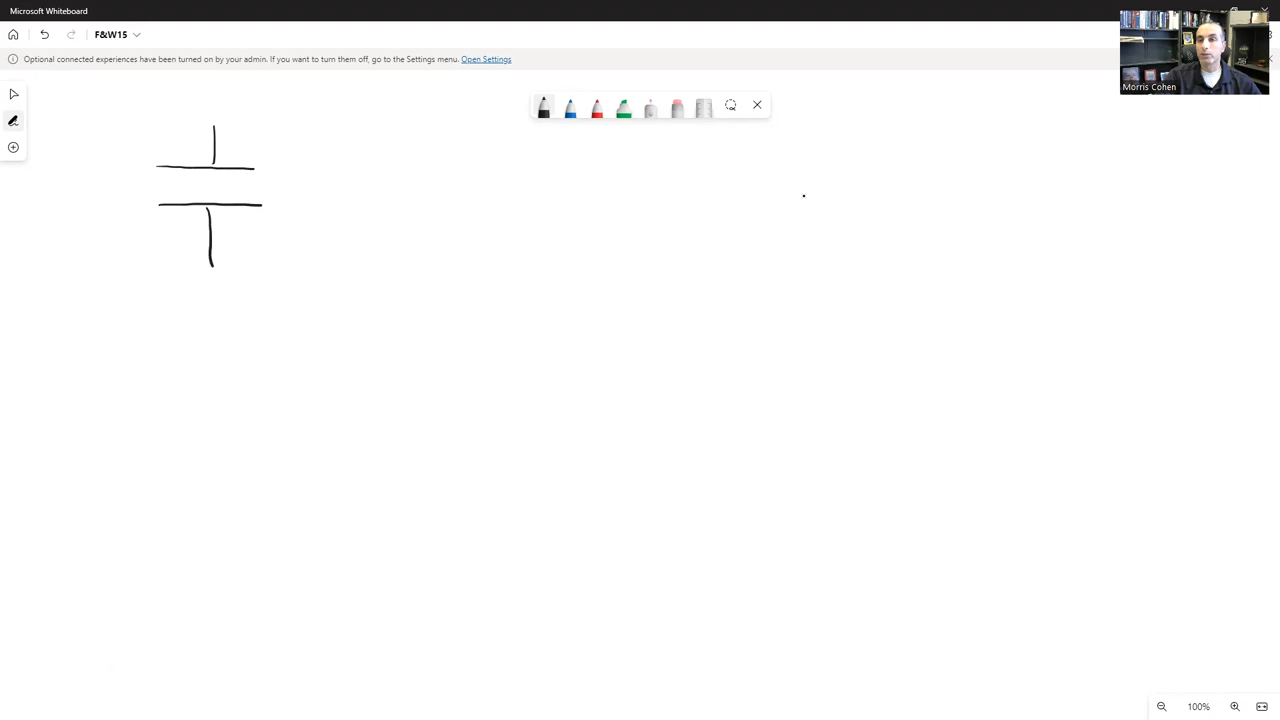 Microsoft Whiteboard
F&W15
Optional connected experiences have been turned on by your admin. If you want to turn them off, go to the Settings menu. Open Settings
Morris Cohen
100%